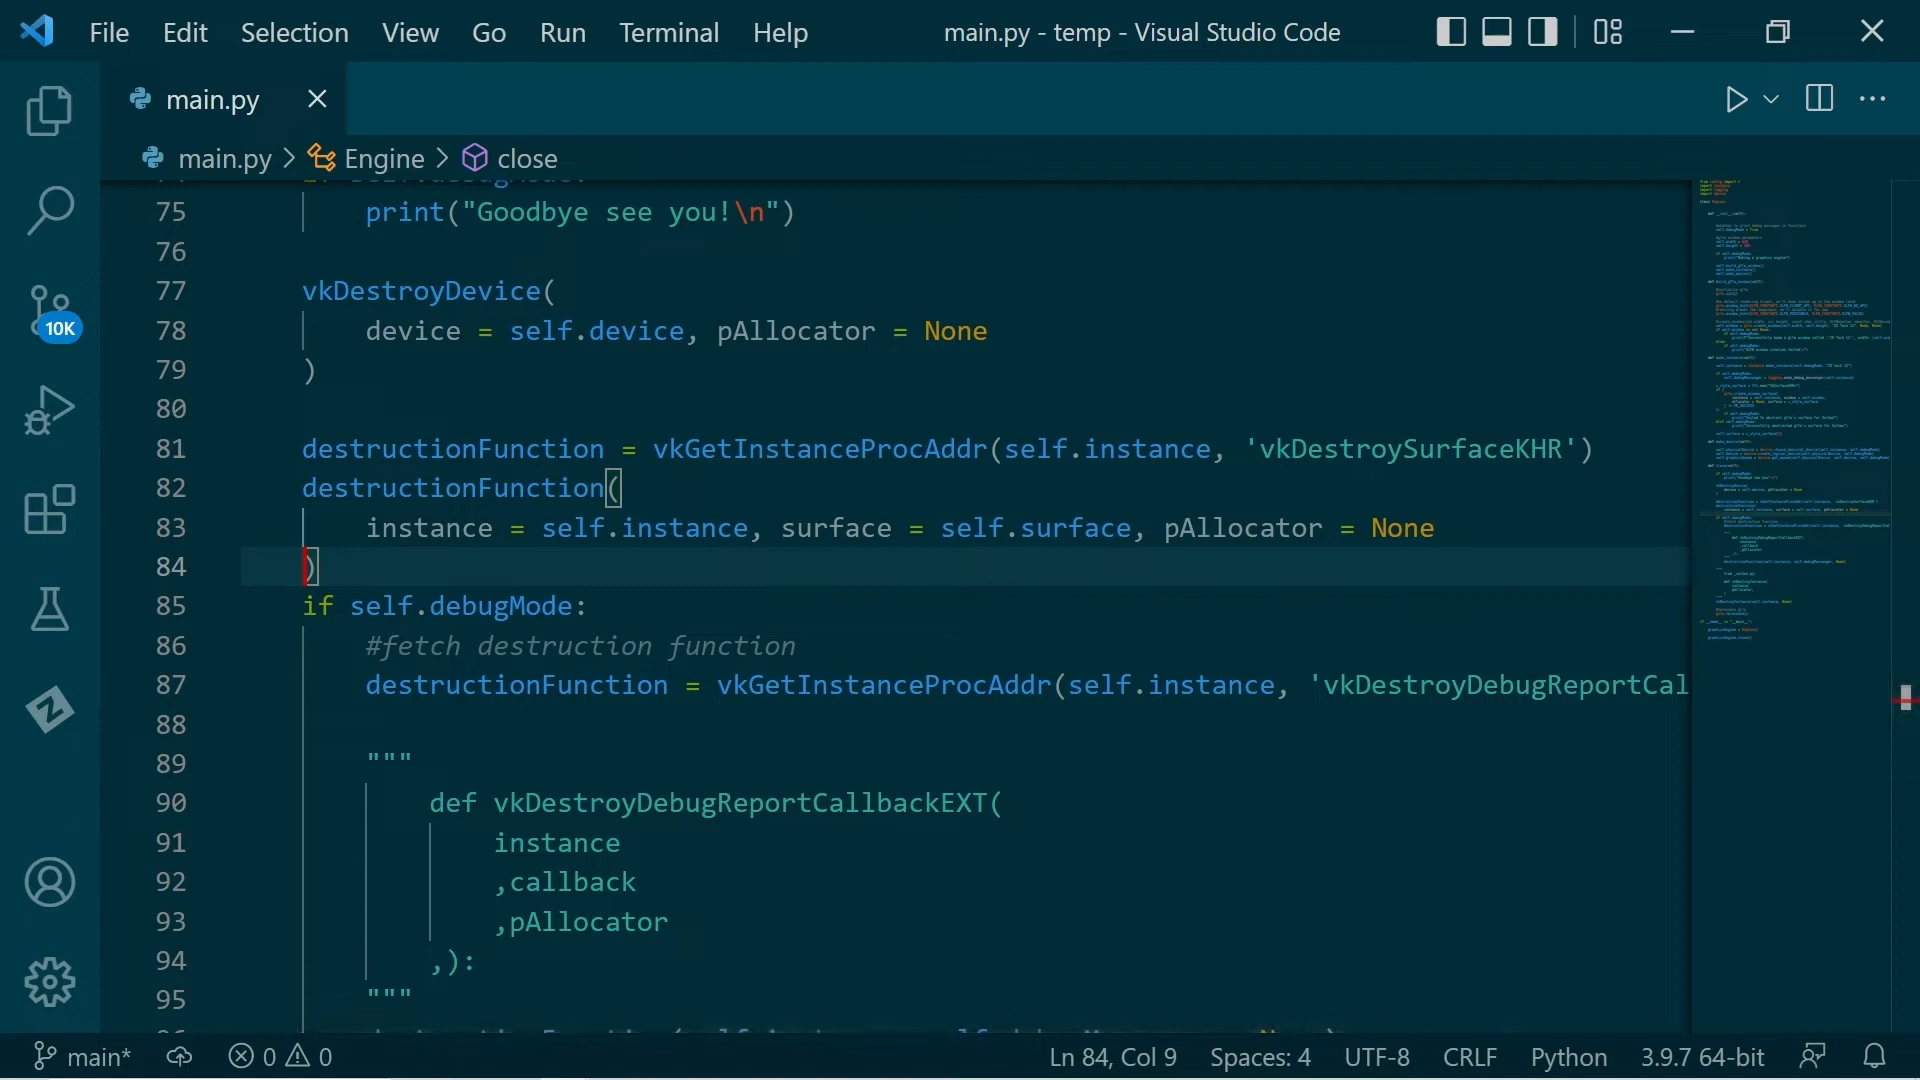 File Edit Selection View Go Run Terminal Help main.py - temp - Visual Studio Code
main.py
main.py > Engine > close
10K
75 print("Goodbye see you!\n")
76
77 vkDestroyDevice(
78 device = self.device, pAllocator = None
79 )
80
81 destructionFunction = vkGetInstanceProcAddr(self.instance, 'vkDestroySurfaceKHR')
82 destructionFunction(
83 instance = self.instance, surface = self.surface, pAllocator = None
84 )
85 if self.debugMode:
86 #fetch destruction function
87 destructionFunction = vkGetInstanceProcAddr(self.instance, 'vkDestroyDebugReportCal
88
89 """
90 def vkDestroyDebugReportCallbackEXT(
91 instance
92 ,callback
93 ,pAllocator
94 ,):
95 """
main* 0 0 Ln 84, Col 9 Spaces: 4 UTF-8 CRLF Python 3.9.7 64-bit